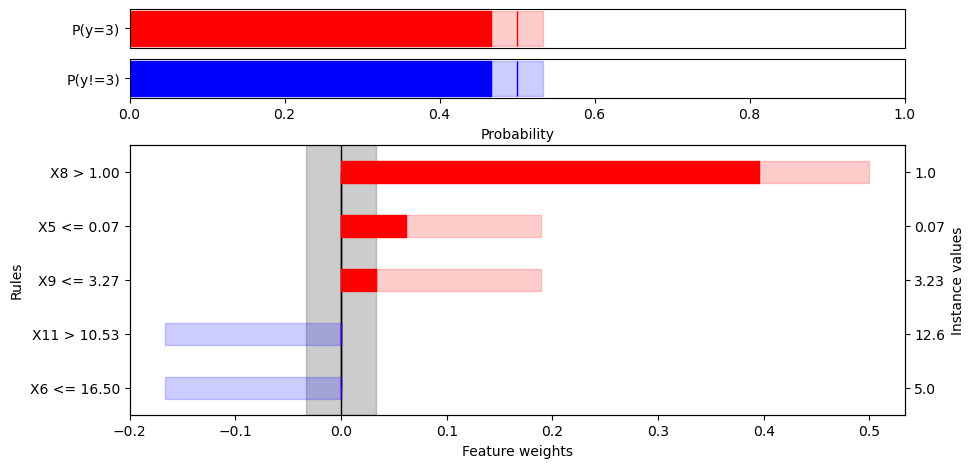 P(y=3)
P(y!=3)
0.0 0.2 0.4 0.6 0.8 1.0
Probability
X8 > 1.00 1.0
X5 <= 0.07 0.07
X9 <= 3.27 3.23
X11 > 10.53 12.6
X6 <= 16.50 5.0
Rules
Instance values
−0.2 −0.1 0.0 0.1 0.2 0.3 0.4 0.5
Feature weights